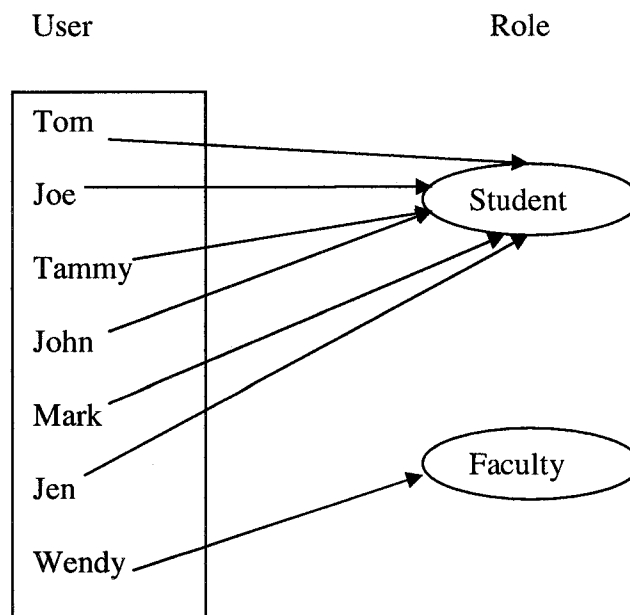 User Role
Tom
Joe
Student
Tammy
John
Mark
Jen
Faculty
Wendy